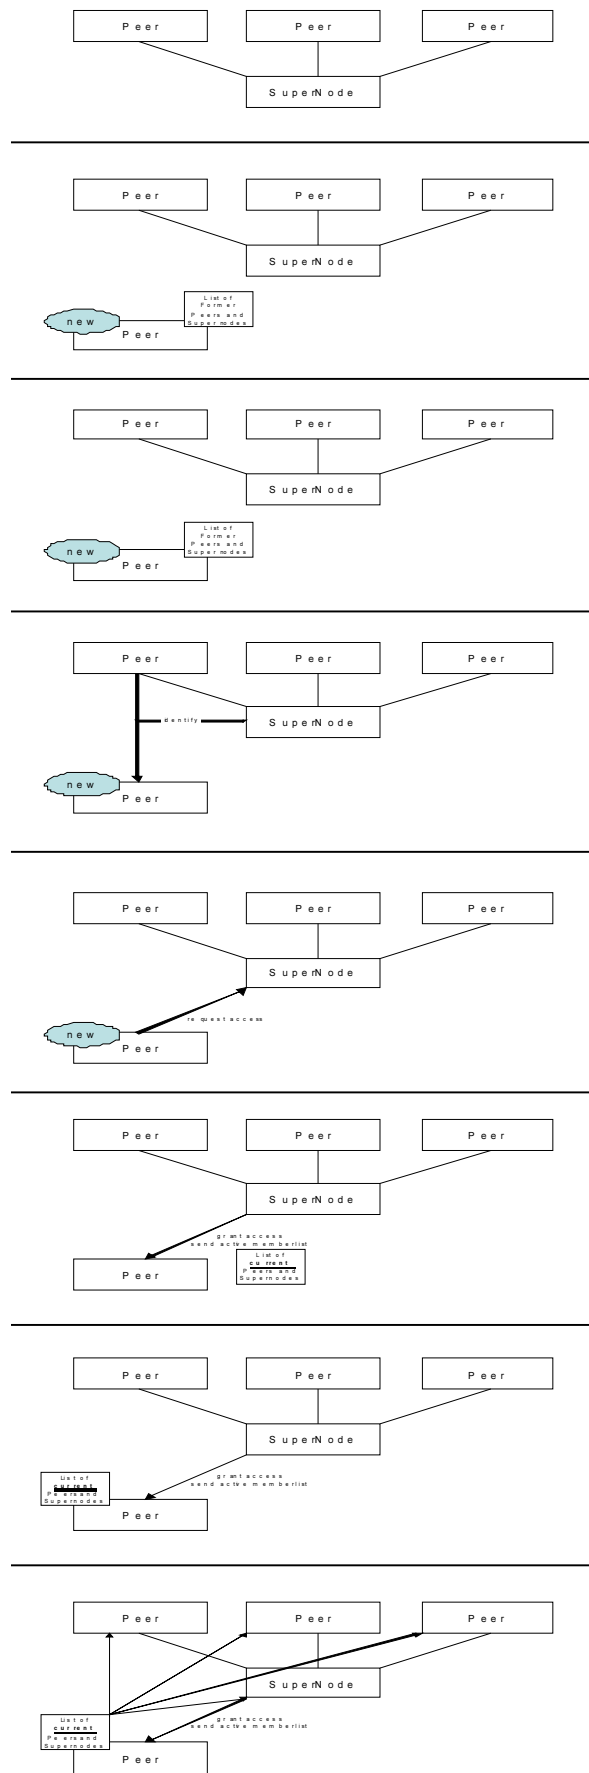 Peer Peer Peer
SuperNode
Peer Peer Peer
SuperNode
List of
Former
Peers and
Supernodes
new
Peer
Peer Peer Peer
SuperNode
List of
Former
Peers and
Supernodes
new
Peer
Peer Peer Peer
identify
SuperNode
new
Peer
Peer Peer Peer
SuperNode
request access
new
Peer
Peer Peer Peer
SuperNode
grant access
send active memberlist
List of
current
Peers and
Supernodes
Peer
Peer Peer Peer
SuperNode
grant access
send active memberlist
List of
current
Peers and
Supernodes
Peer
Peer Peer Peer
SuperNode
grant access
send active memberlist
List of
current
Peers and
Supernodes
Peer